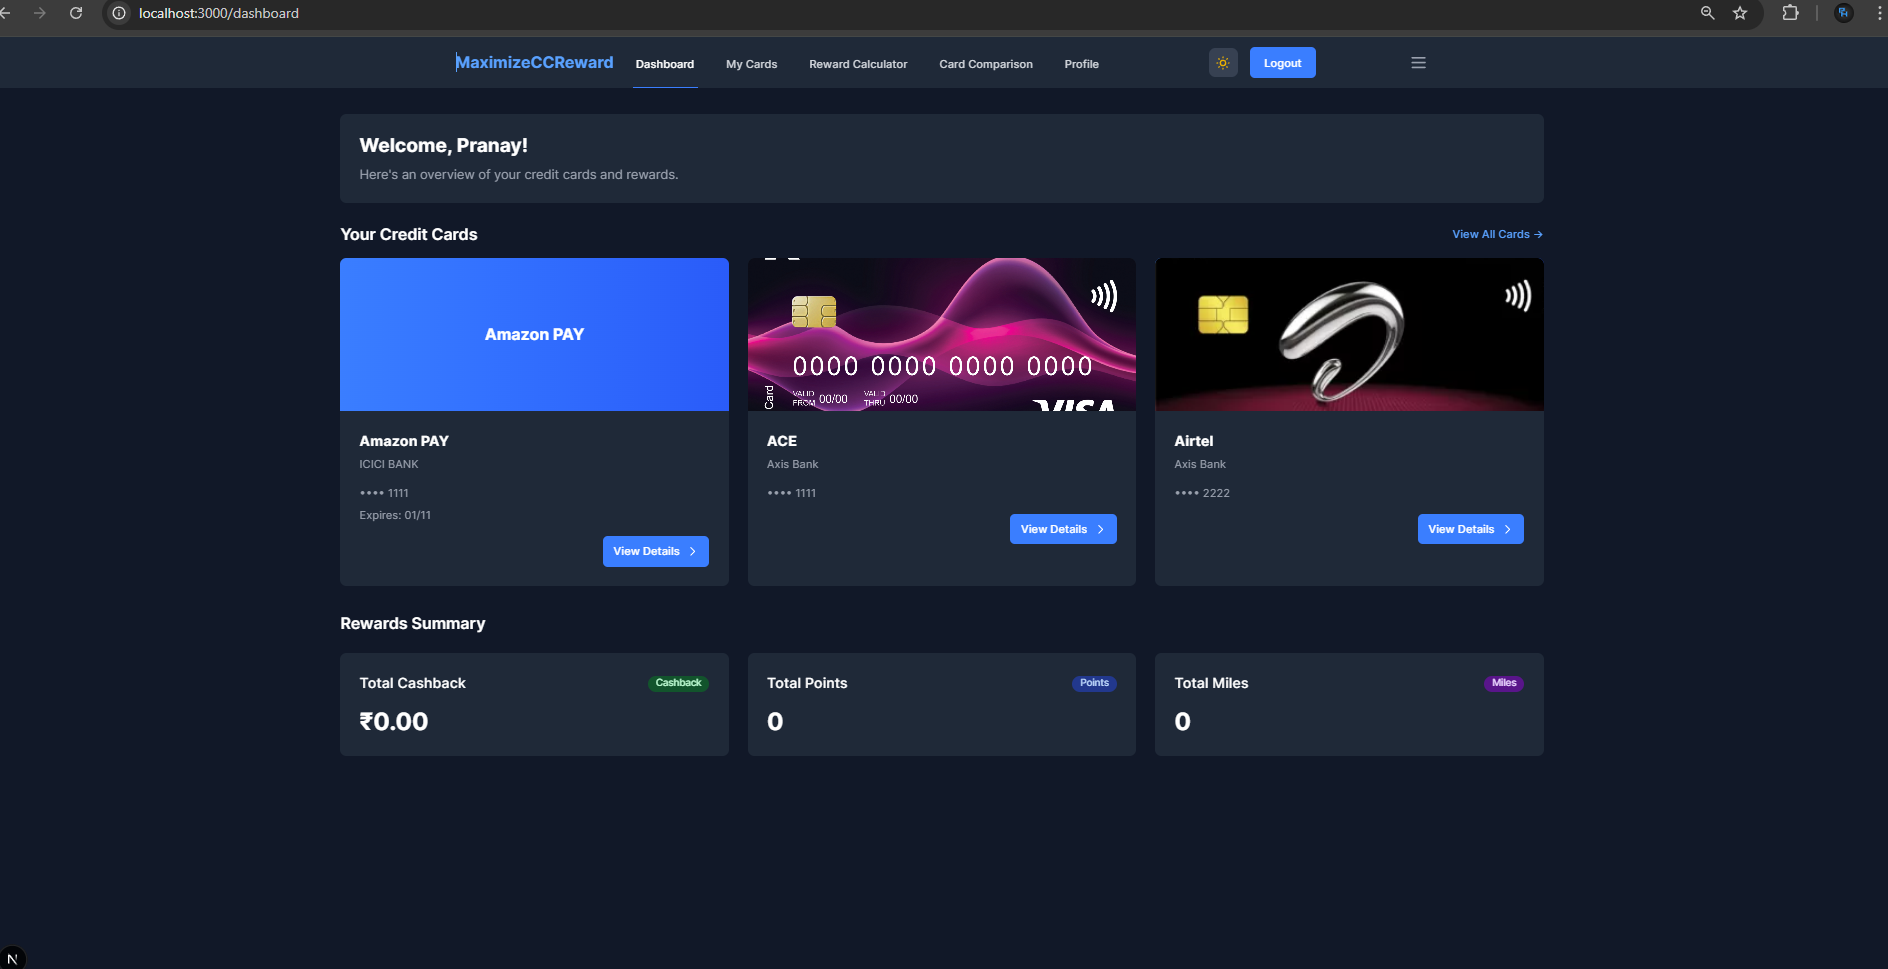 localhost:3000/dashboard
MaximizeCCReward Dashboard My Cards Reward Calculator Card Comparison Profile Logout
Welcome, Pranay!
Here's an overview of your credit cards and rewards.
Your Credit Cards View All Cards →
Amazon PAY
0000 0000 0000 0000
VALID FROM 00/00 VALID THRU 00/00
Card
VISA
Amazon PAY
ICICI BANK
•••• 1111
Expires: 01/11
View Details
ACE
Axis Bank
•••• 1111
View Details
Airtel
Axis Bank
•••• 2222
View Details
Rewards Summary
Total Cashback Cashback
₹0.00
Total Points Points
0
Total Miles Miles
0
N